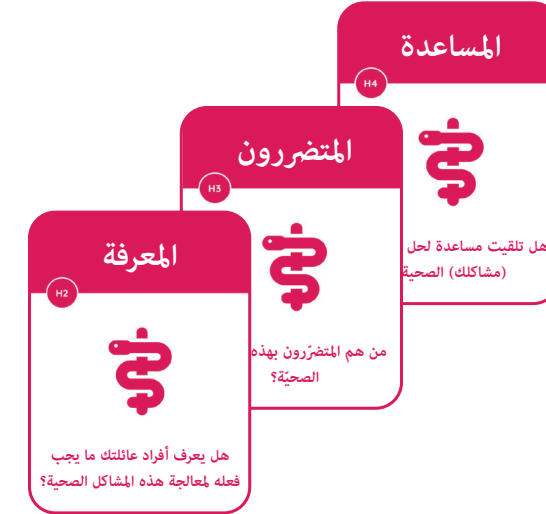 المساعدة
H4
هل تلقيت مساعدة لحل
(مشاكلك) الصحية
المتضررون
H3
من هم المتضرّرون بهذه
الصحيّة؟
المعرفة
H2
هل يعرف أفراد عائلتك ما يجب
فعله لمعالجة هذه المشاكل الصحية؟